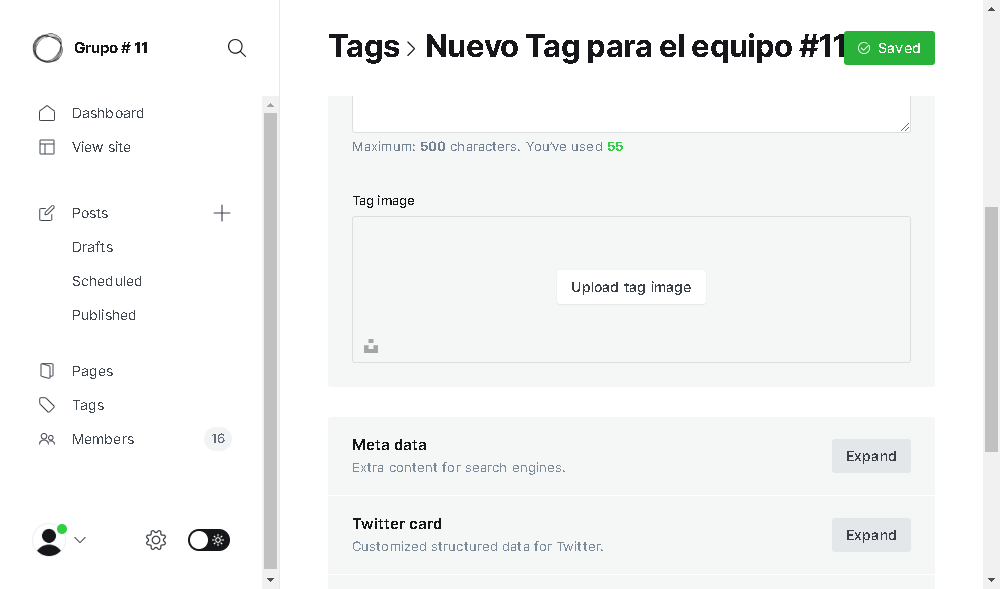 Grupo # 11
Dashboard
View site
Posts
Drafts
Scheduled
Published
Pages
Tags
Members
16
Tags
Nuevo Tag para el equipo #11
Saved
Maximum: 500 characters. You've used 55
Tag image
Upload tag image
Meta data
Extra content for search engines.
Expand
Twitter card
Customized structured data for Twitter.
Expand